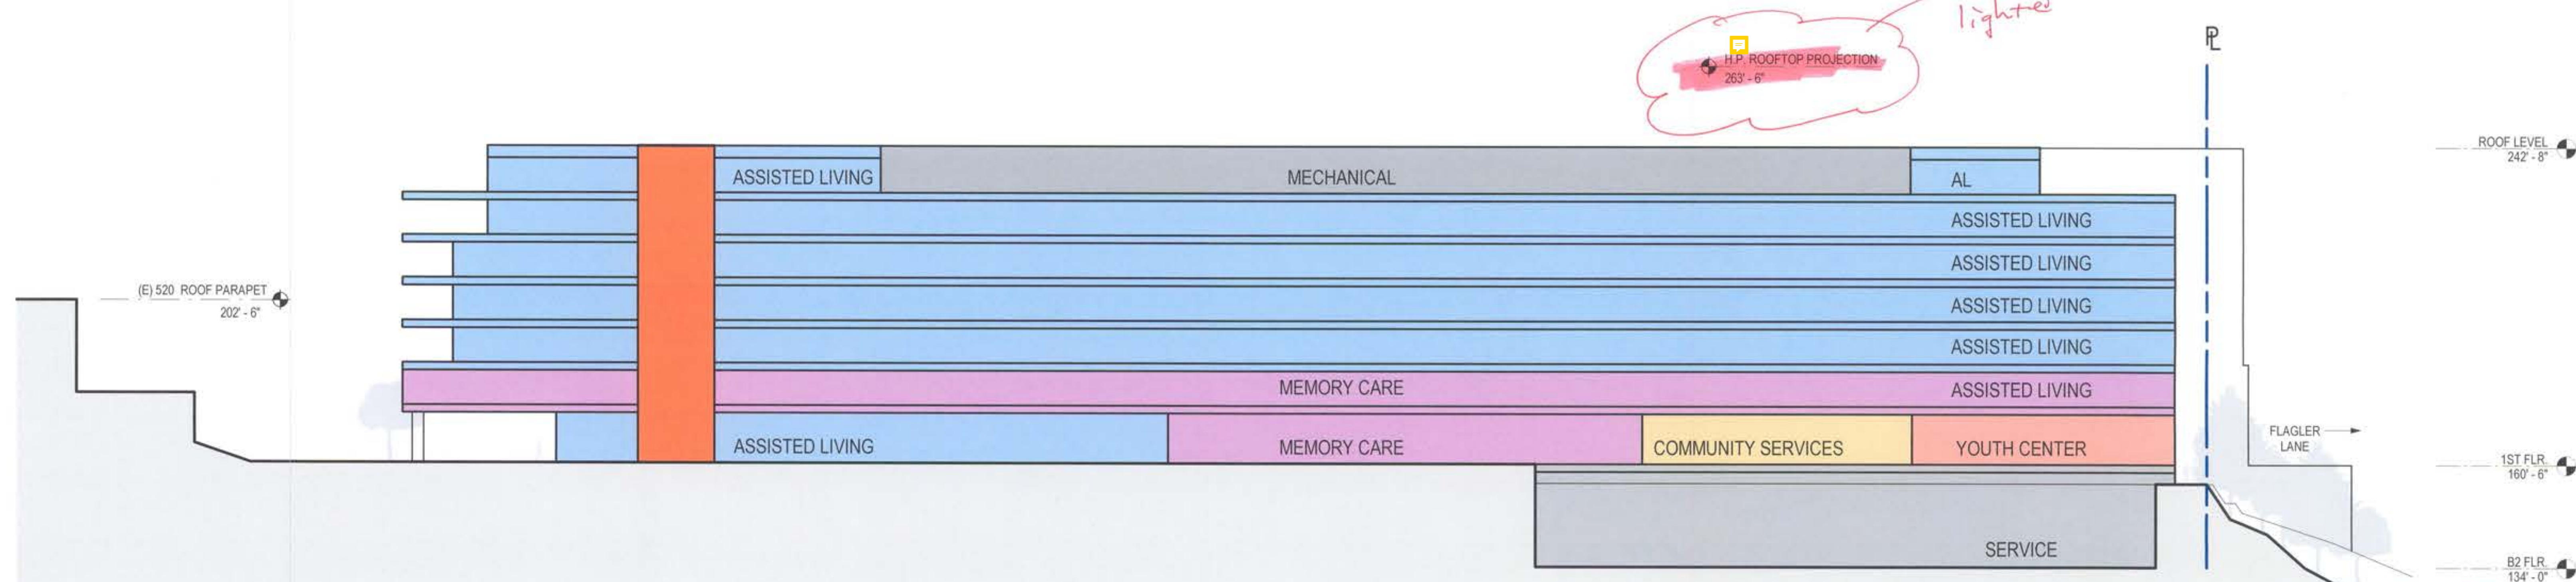 lighter
PL
H.P. ROOFTOP PROJECTION
263' - 6"
ROOF LEVEL
242' - 8"
ASSISTED LIVING
MECHANICAL
AL
ASSISTED LIVING
ASSISTED LIVING
(E) 520 ROOF PARAPET
202' - 6"
ASSISTED LIVING
ASSISTED LIVING
MEMORY CARE
ASSISTED LIVING
FLAGLER
LANE
ASSISTED LIVING
MEMORY CARE
COMMUNITY SERVICES
YOUTH CENTER
1ST FLR.
160' - 6"
SERVICE
B2 FLR.
134' - 0"